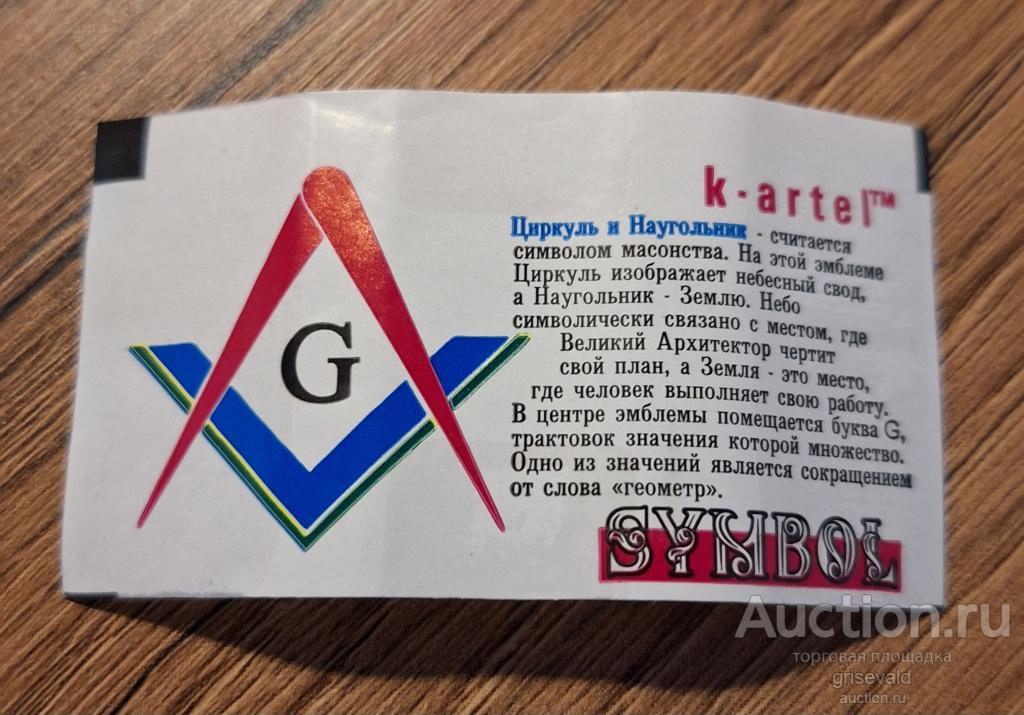 k-artel™
Циркуль и Наугольник - считается
символом масонства. На этой эмблеме
Циркуль изображает небесный свод,
а Наугольник - Землю. Небо
символически связано с местом, где
Великий Архитектор чертит
свой план, а Земля - это место,
где человек выполняет свою работу.
В центре эмблемы помещается буква G,
трактовок значения которой множество.
Одно из значений является сокращением
от слова «геометр».
G
SYMBOL
Auction.ru
торговая площадка
grisevald
auction.ru